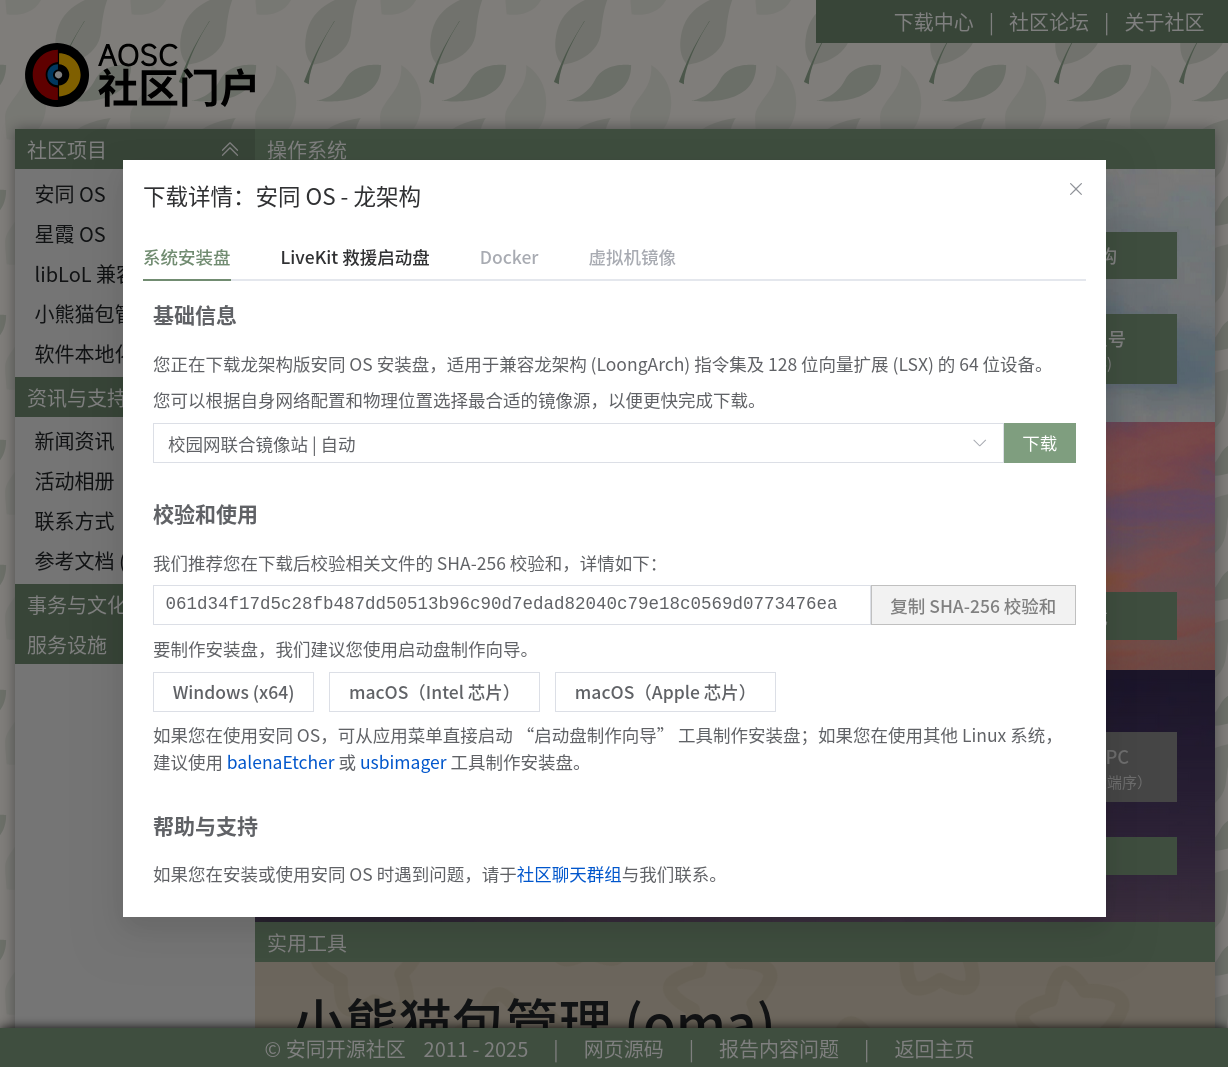 下载中心 | 社区论坛 | 关于社区
AOSC
社区门户
社区项目
操作系统
安同 OS
星霞 OS
libLoL 兼容
小熊猫包管
软件本地化
资讯与支持
新闻资讯
活动相册
联系方式
参考文档 (
事务与文化
服务设施
下载详情：安同 OS - 龙架构
系统安装盘
LiveKit 救援启动盘
Docker
虚拟机镜像
基础信息
您正在下载龙架构版安同 OS 安装盘，适用于兼容龙架构 (LoongArch) 指令集及 128 位向量扩展 (LSX) 的 64 位设备。
您可以根据自身网络配置和物理位置选择最合适的镜像源，以便更快完成下载。
校园网联合镜像站 | 自动
下载
校验和使用
我们推荐您在下载后校验相关文件的 SHA-256 校验和，详情如下：
061d34f17d5c28fb487dd50513b96c90d7edad82040c79e18c0569d0773476ea
复制 SHA-256 校验和
要制作安装盘，我们建议您使用启动盘制作向导。
Windows (x64)
macOS（Intel 芯片）
macOS（Apple 芯片）
如果您在使用安同 OS，可从应用菜单直接启动 “启动盘制作向导” 工具制作安装盘；如果您在使用其他 Linux 系统，
建议使用 balenaEtcher 或 usbimager 工具制作安装盘。
帮助与支持
如果您在安装或使用安同 OS 时遇到问题，请于社区聊天群组与我们联系。
构
号
)
PC
端序）
实用工具
小熊猫包管理 (oma)
© 安同开源社区 2011 - 2025 | 网页源码 | 报告内容问题 | 返回主页